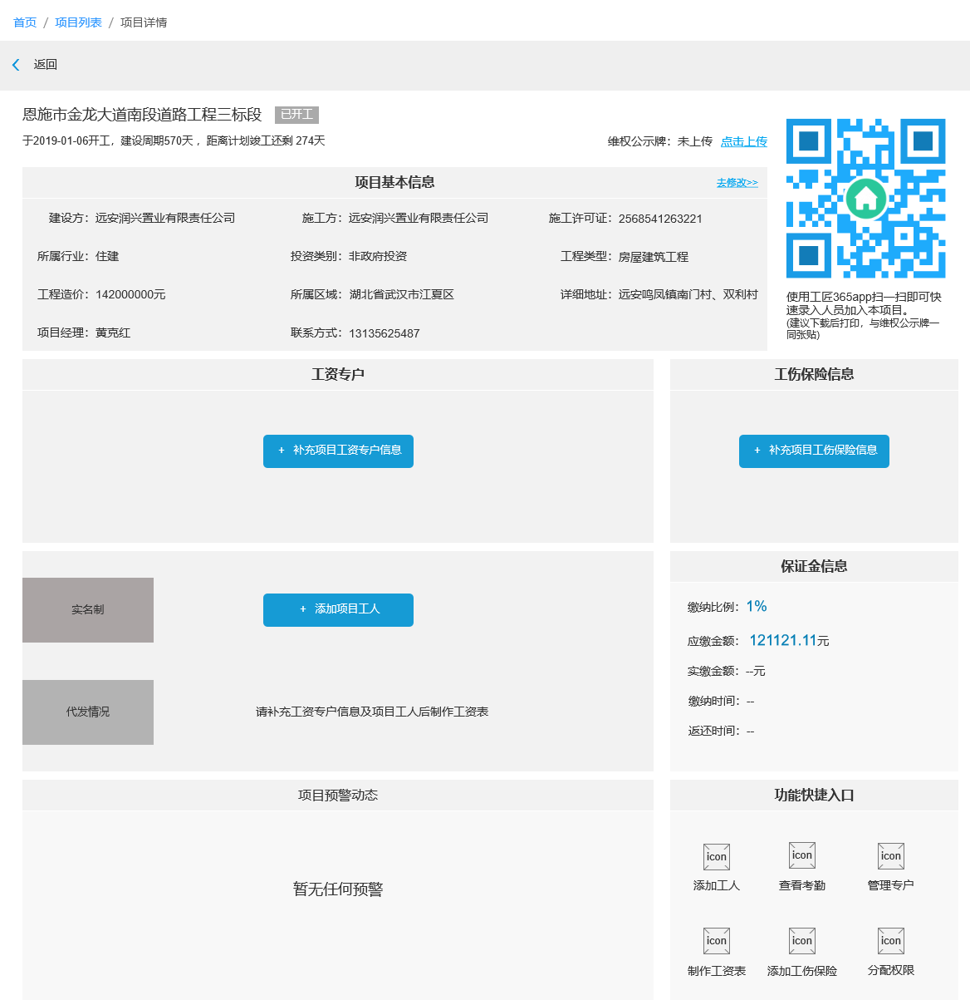 首页 / 项目列表 / 项目详情
返回
恩施市金龙大道南段道路工程三标段 已开工
于2019-01-06开工，建设周期570天 ，距离计划竣工还剩 274天
维权公示牌：未上传 点击上传
项目基本信息 去修改>>
建设方：远安润兴置业有限责任公司 施工方：远安润兴置业有限责任公司 施工许可证：2568541263221
所属行业：住建 投资类别：非政府投资 工程类型：房屋建筑工程
工程造价：142000000元 所属区域：湖北省武汉市江夏区 详细地址：远安鸣凤镇南门村、双利村
项目经理：黄克红 联系方式：13135625487
使用工匠365app扫一扫即可快
速录入人员加入本项目。
(建议下载后打印，与维权公示牌一
同张贴)
工资专户
+ 补充项目工资专户信息
工伤保险信息
+ 补充项目工伤保险信息
实名制
+ 添加项目工人
代发情况
请补充工资专户信息及项目工人后制作工资表
保证金信息
缴纳比例：1%
应缴金额： 121121.11元
实缴金额：--元
缴纳时间：--
返还时间：--
项目预警动态
暂无任何预警
功能快捷入口
icon icon icon
添加工人 查看考勤 管理专户
icon icon icon
制作工资表 添加工伤保险 分配权限